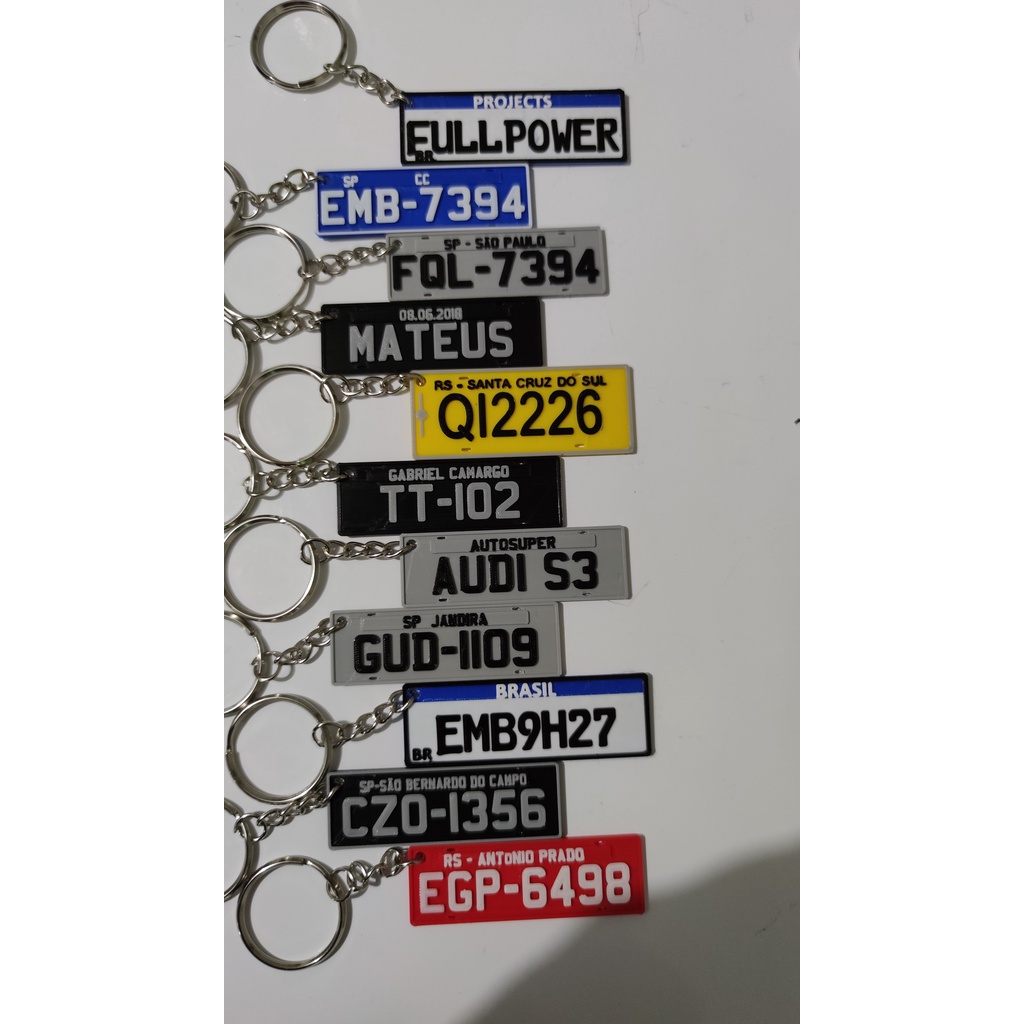 PROJECTS
FULLPOWER
BR
SP CC
EMB-7394
SP - SÃO PAULO
FQL-7394
08.06.2018
MATEUS
RS - SANTA CRUZ DO SUL
QI2226
GABRIEL CAMARGO
TT-102
AUTOSUPER
AUDI S3
SP JANDIRA
GUD-1109
BRASIL
EMB9H27
BR
SP-SÃO BERNARDO DO CAMPO
CZO-1356
RS - ANTONIO PRADO
EGP-6498